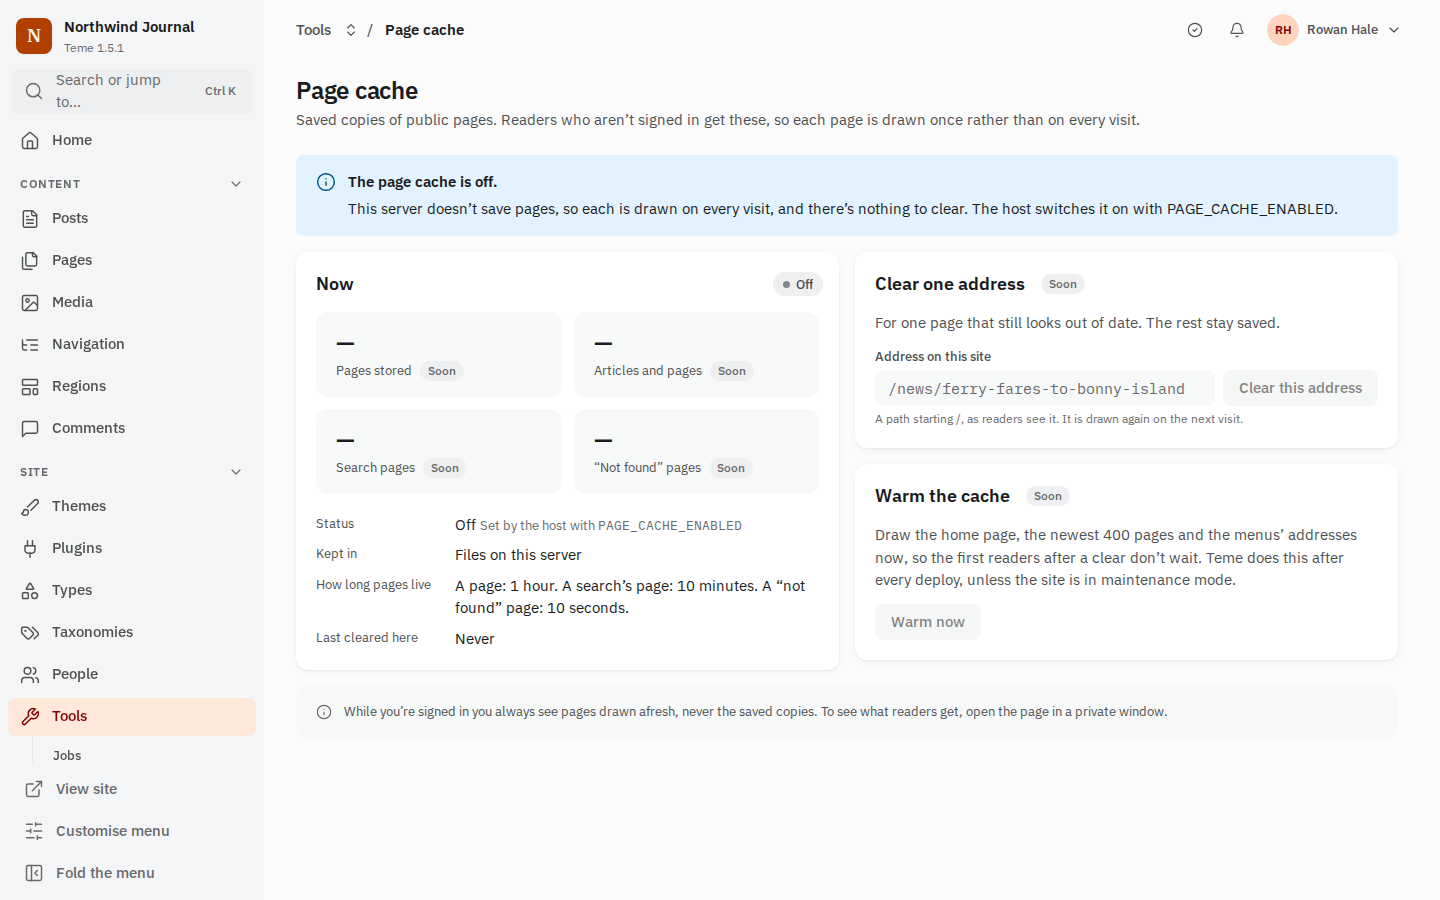 N
Northwind Journal
Teme 1.5.1
Search or jump
to...
Ctrl K
Home
CONTENT
Posts
Pages
Media
Navigation
Regions
Comments
SITE
Themes
Plugins
Types
Taxonomies
People
Tools
Jobs
View site
Customise menu
Fold the menu
Tools / Page cache
RH Rowan Hale
Page cache
Saved copies of public pages. Readers who aren’t signed in get these, so each page is drawn once rather than on every visit.
The page cache is off.
This server doesn’t save pages, so each is drawn on every visit, and there’s nothing to clear. The host switches it on with PAGE_CACHE_ENABLED.
Now
Off
—
Pages stored Soon
—
Articles and pages Soon
—
Search pages Soon
—
“Not found” pages Soon
Status
Off Set by the host with PAGE_CACHE_ENABLED
Kept in
Files on this server
How long pages live
A page: 1 hour. A search’s page: 10 minutes. A “not
found” page: 10 seconds.
Last cleared here
Never
Clear one address Soon
For one page that still looks out of date. The rest stay saved.
Address on this site
/news/ferry-fares-to-bonny-island
Clear this address
A path starting /, as readers see it. It is drawn again on the next visit.
Warm the cache Soon
Draw the home page, the newest 400 pages and the menus’ addresses
now, so the first readers after a clear don’t wait. Teme does this after
every deploy, unless the site is in maintenance mode.
Warm now
While you’re signed in you always see pages drawn afresh, never the saved copies. To see what readers get, open the page in a private window.